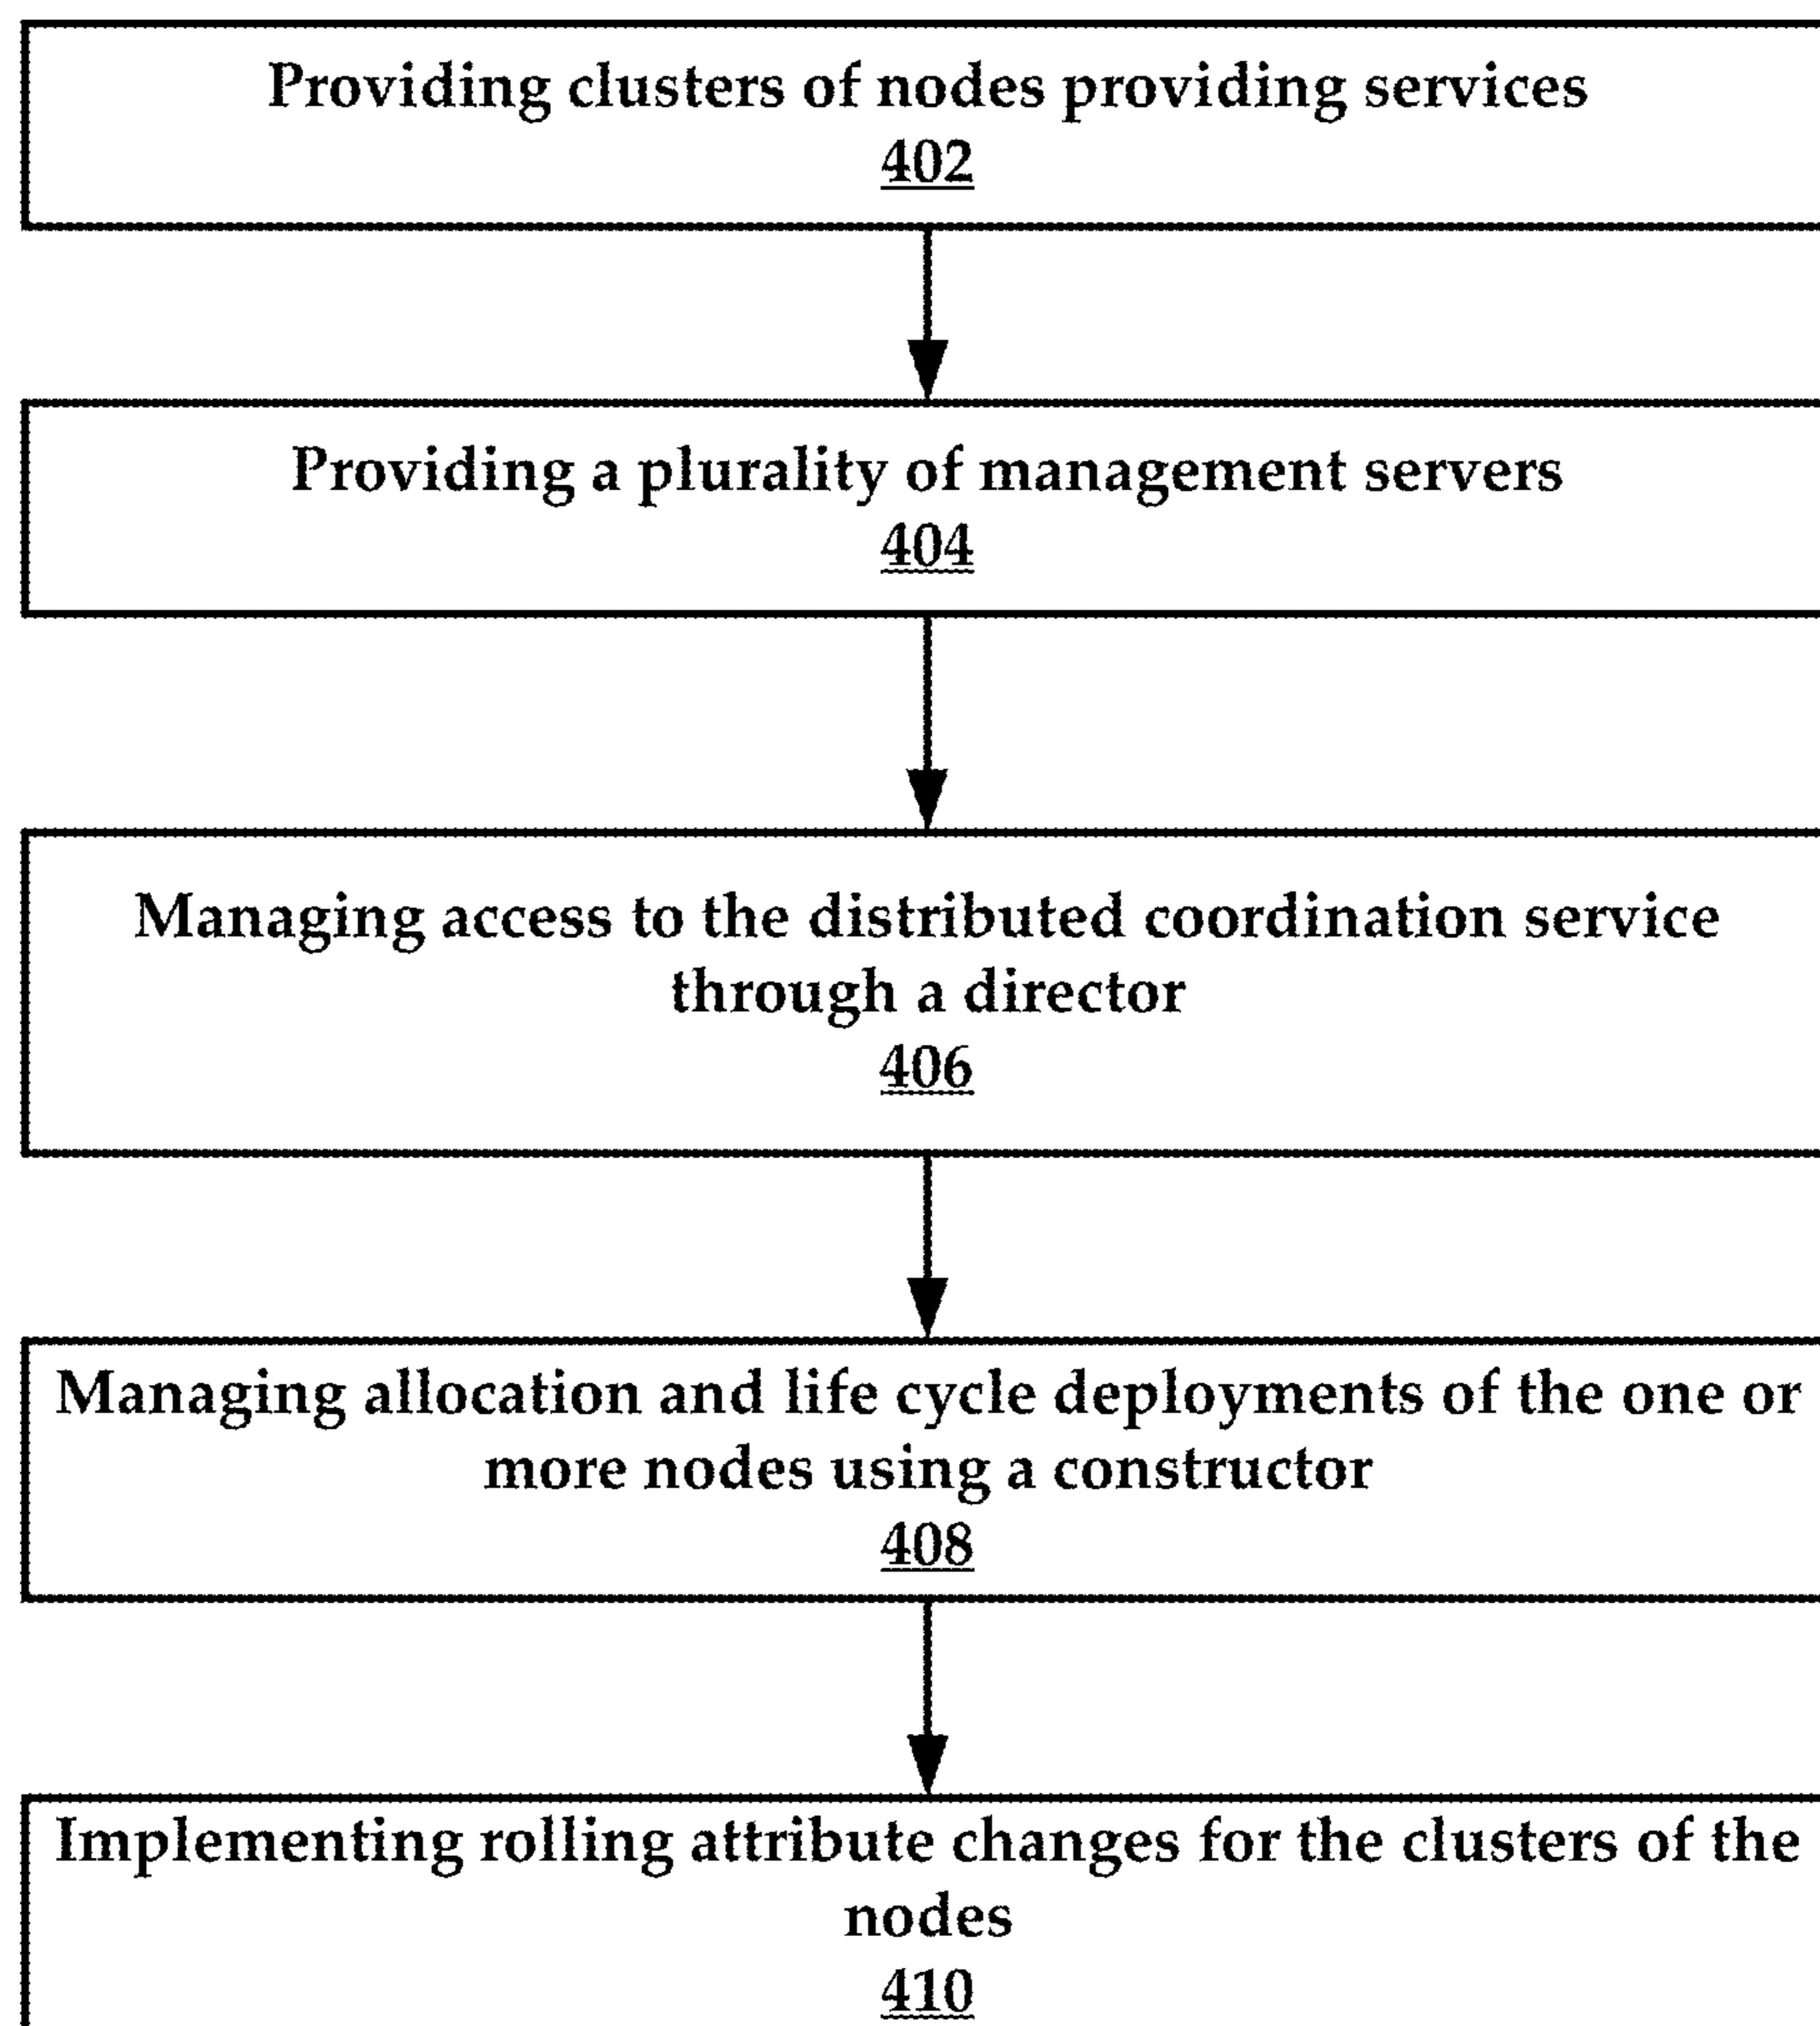 Providing clusters of nodes providing services
402
Providing a plurality of management servers
404
Managing access to the distributed coordination service
through a director
406
Managing allocation and life cycle deployments of the one or
more nodes using a constructor
408
Implementing rolling attribute changes for the clusters of the
nodes
410